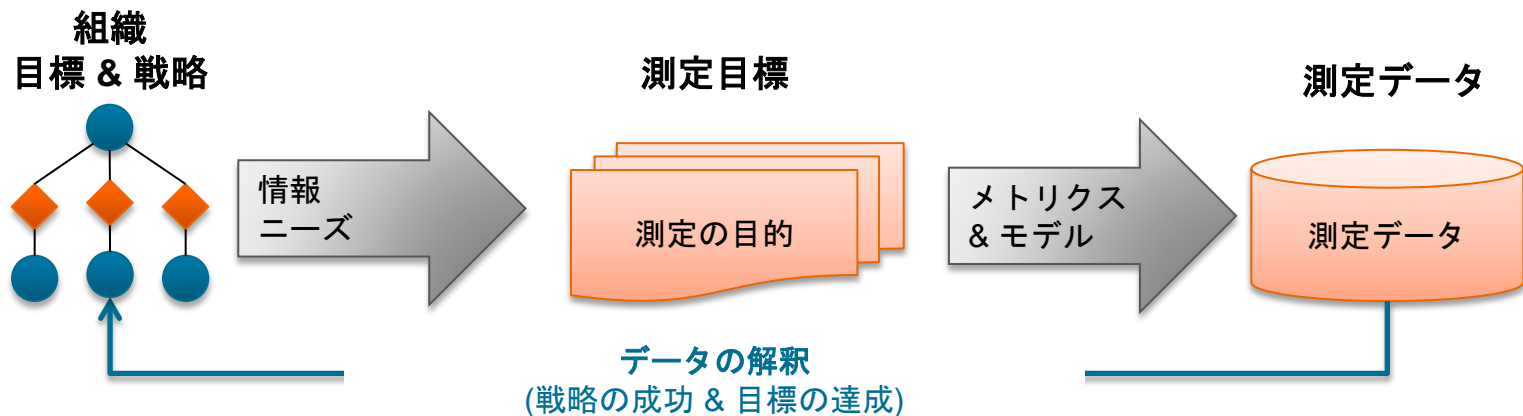 組織
目標 & 戦略
測定目標
測定データ
情報
ニーズ
測定の目的
メトリクス
& モデル
測定データ
データの解釈
(戦略の成功 & 目標の達成)